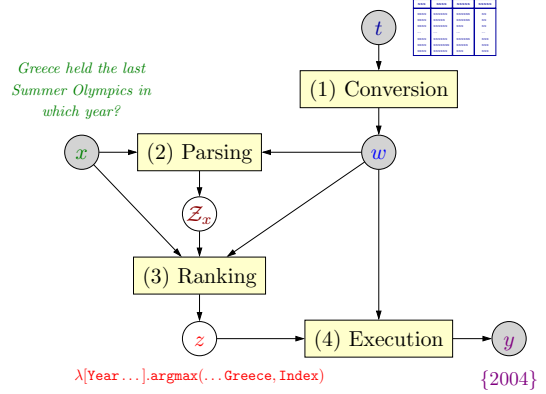 t
Greece held the last
Summer Olympics in
which year?
(1) Conversion
x
(2) Parsing
w
Z_x
(3) Ranking
z
(4) Execution
y
λ[Year ...].argmax(...Greece, Index)
{2004}